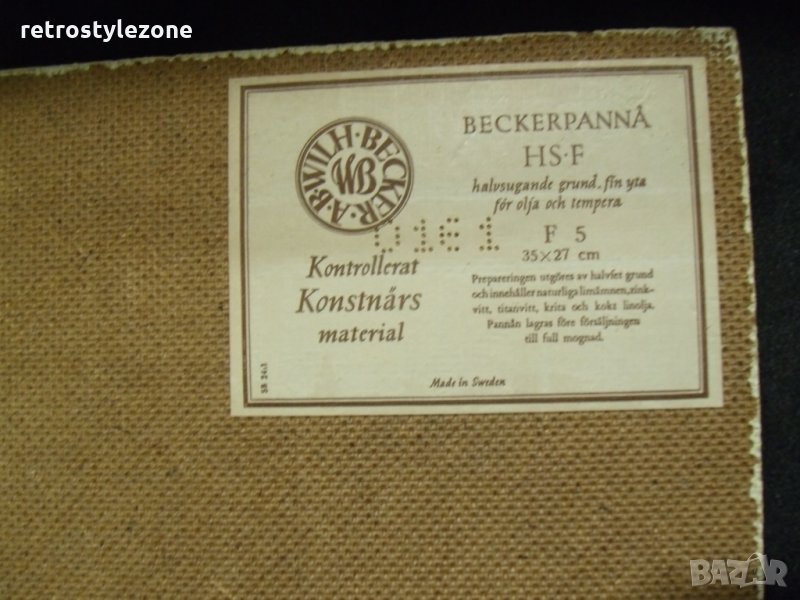 retrostylezone
A·B·WILH·BECKER
WB
BECKERPANNÅ
HS·F
halvsugande grund, fin yta
för olja och tempera
F 5
35×27 cm
Prepareringen utgöres av halvfet grund
och innehåller naturliga limämnen, zink-
vitt, titanvitt, krita och kokt linolja.
Pannån lagras före försäljningen
till full mognad.
Kontrollerat
Konstnärs
material
Made in Sweden
BAZAR